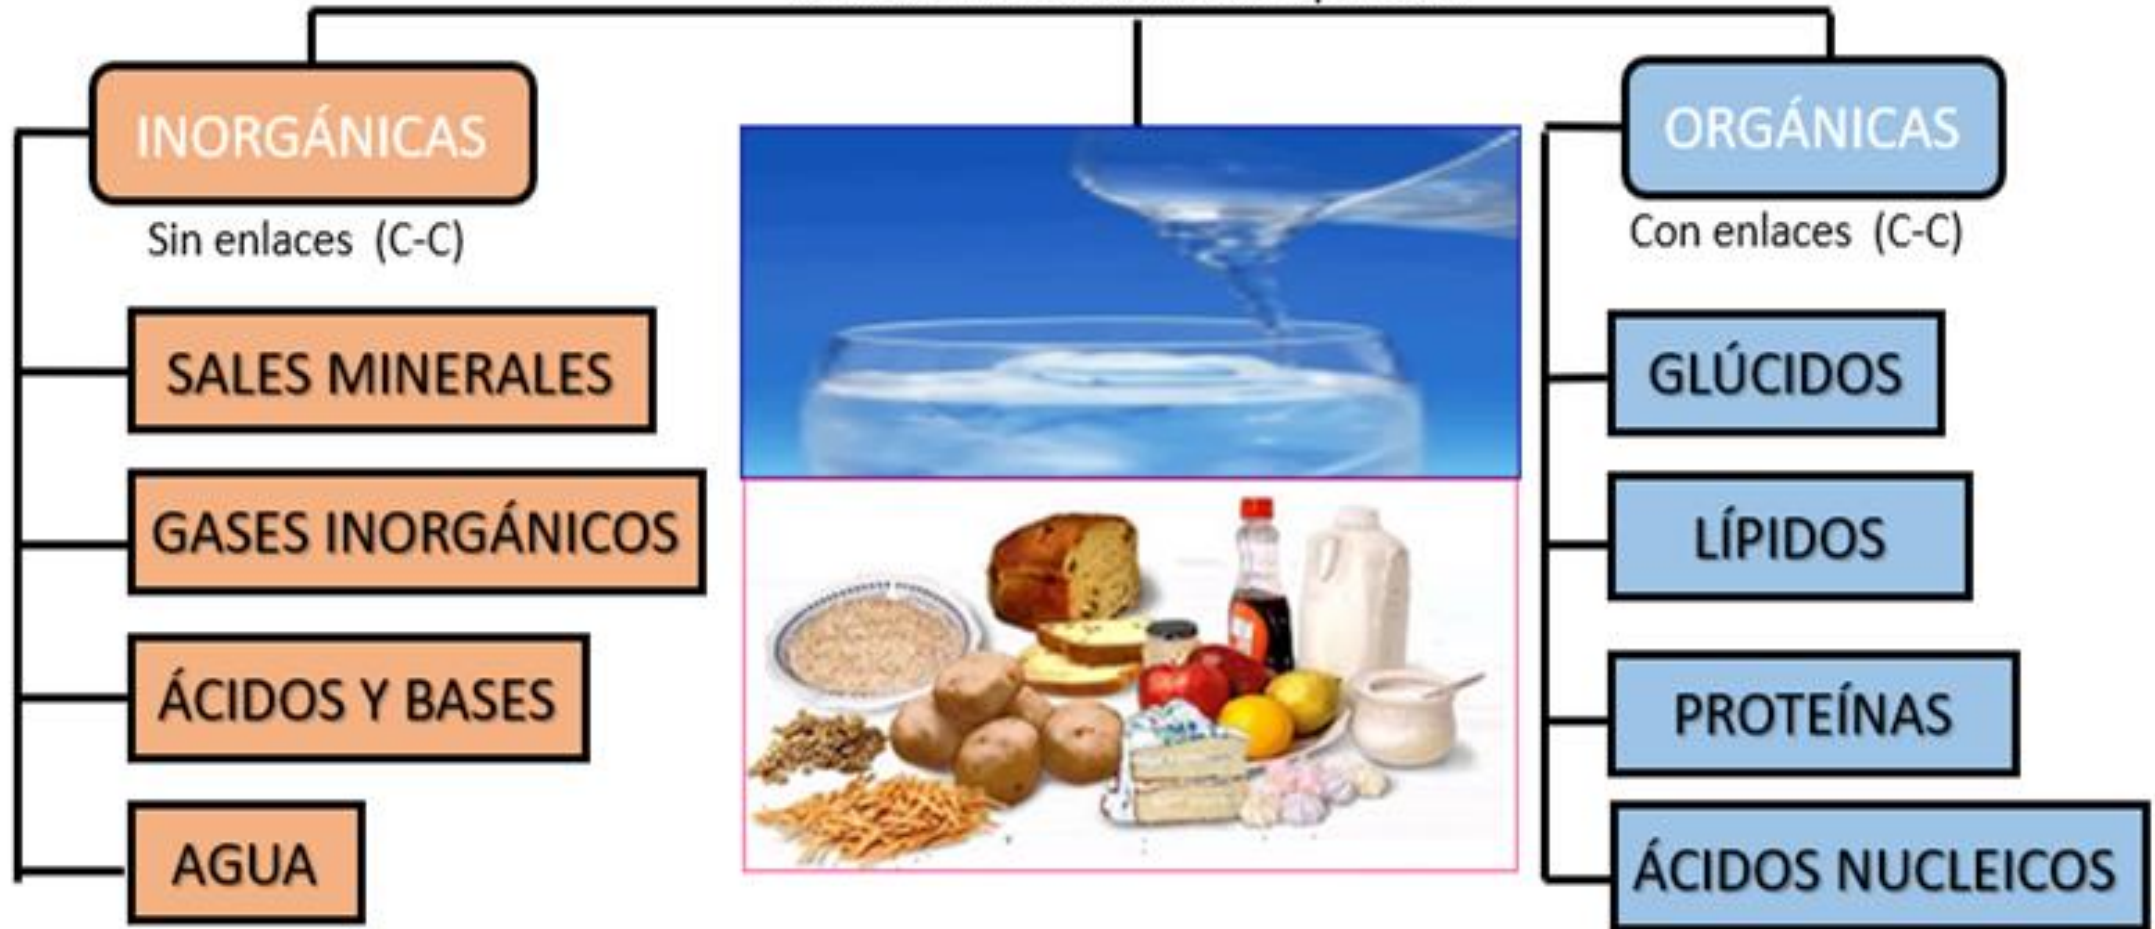 INORGÁNICAS
Sin enlaces (C-C)
SALES MINERALES
GASES INORGÁNICOS
ÁCIDOS Y BASES
AGUA
ORGÁNICAS
Con enlaces (C-C)
GLÚCIDOS
LÍPIDOS
PROTEÍNAS
ÁCIDOS NUCLEICOS